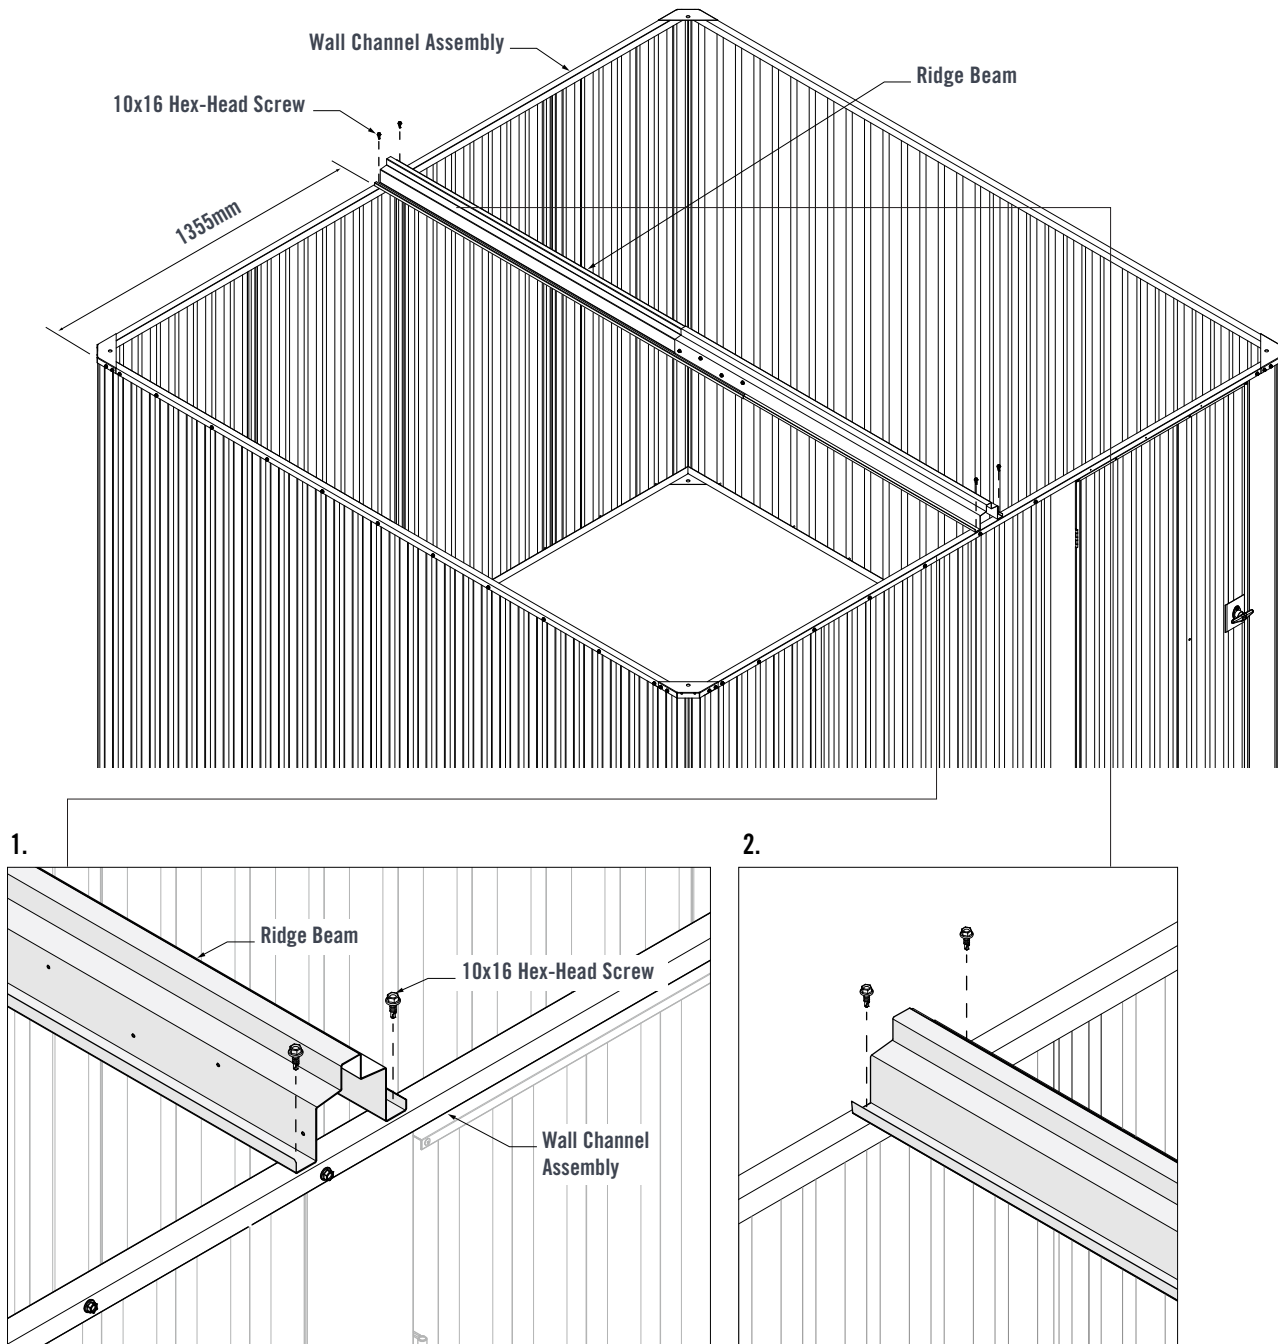 Wall Channel Assembly
Ridge Beam
10x16 Hex-Head Screw
1355mm
1.
2.
Ridge Beam
10x16 Hex-Head Screw
Wall Channel
Assembly